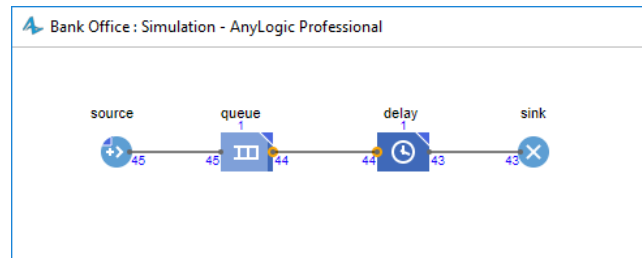 Bank Office : Simulation - AnyLogic Professional
source queue delay sink
1 1
45 45 44 44 43 43